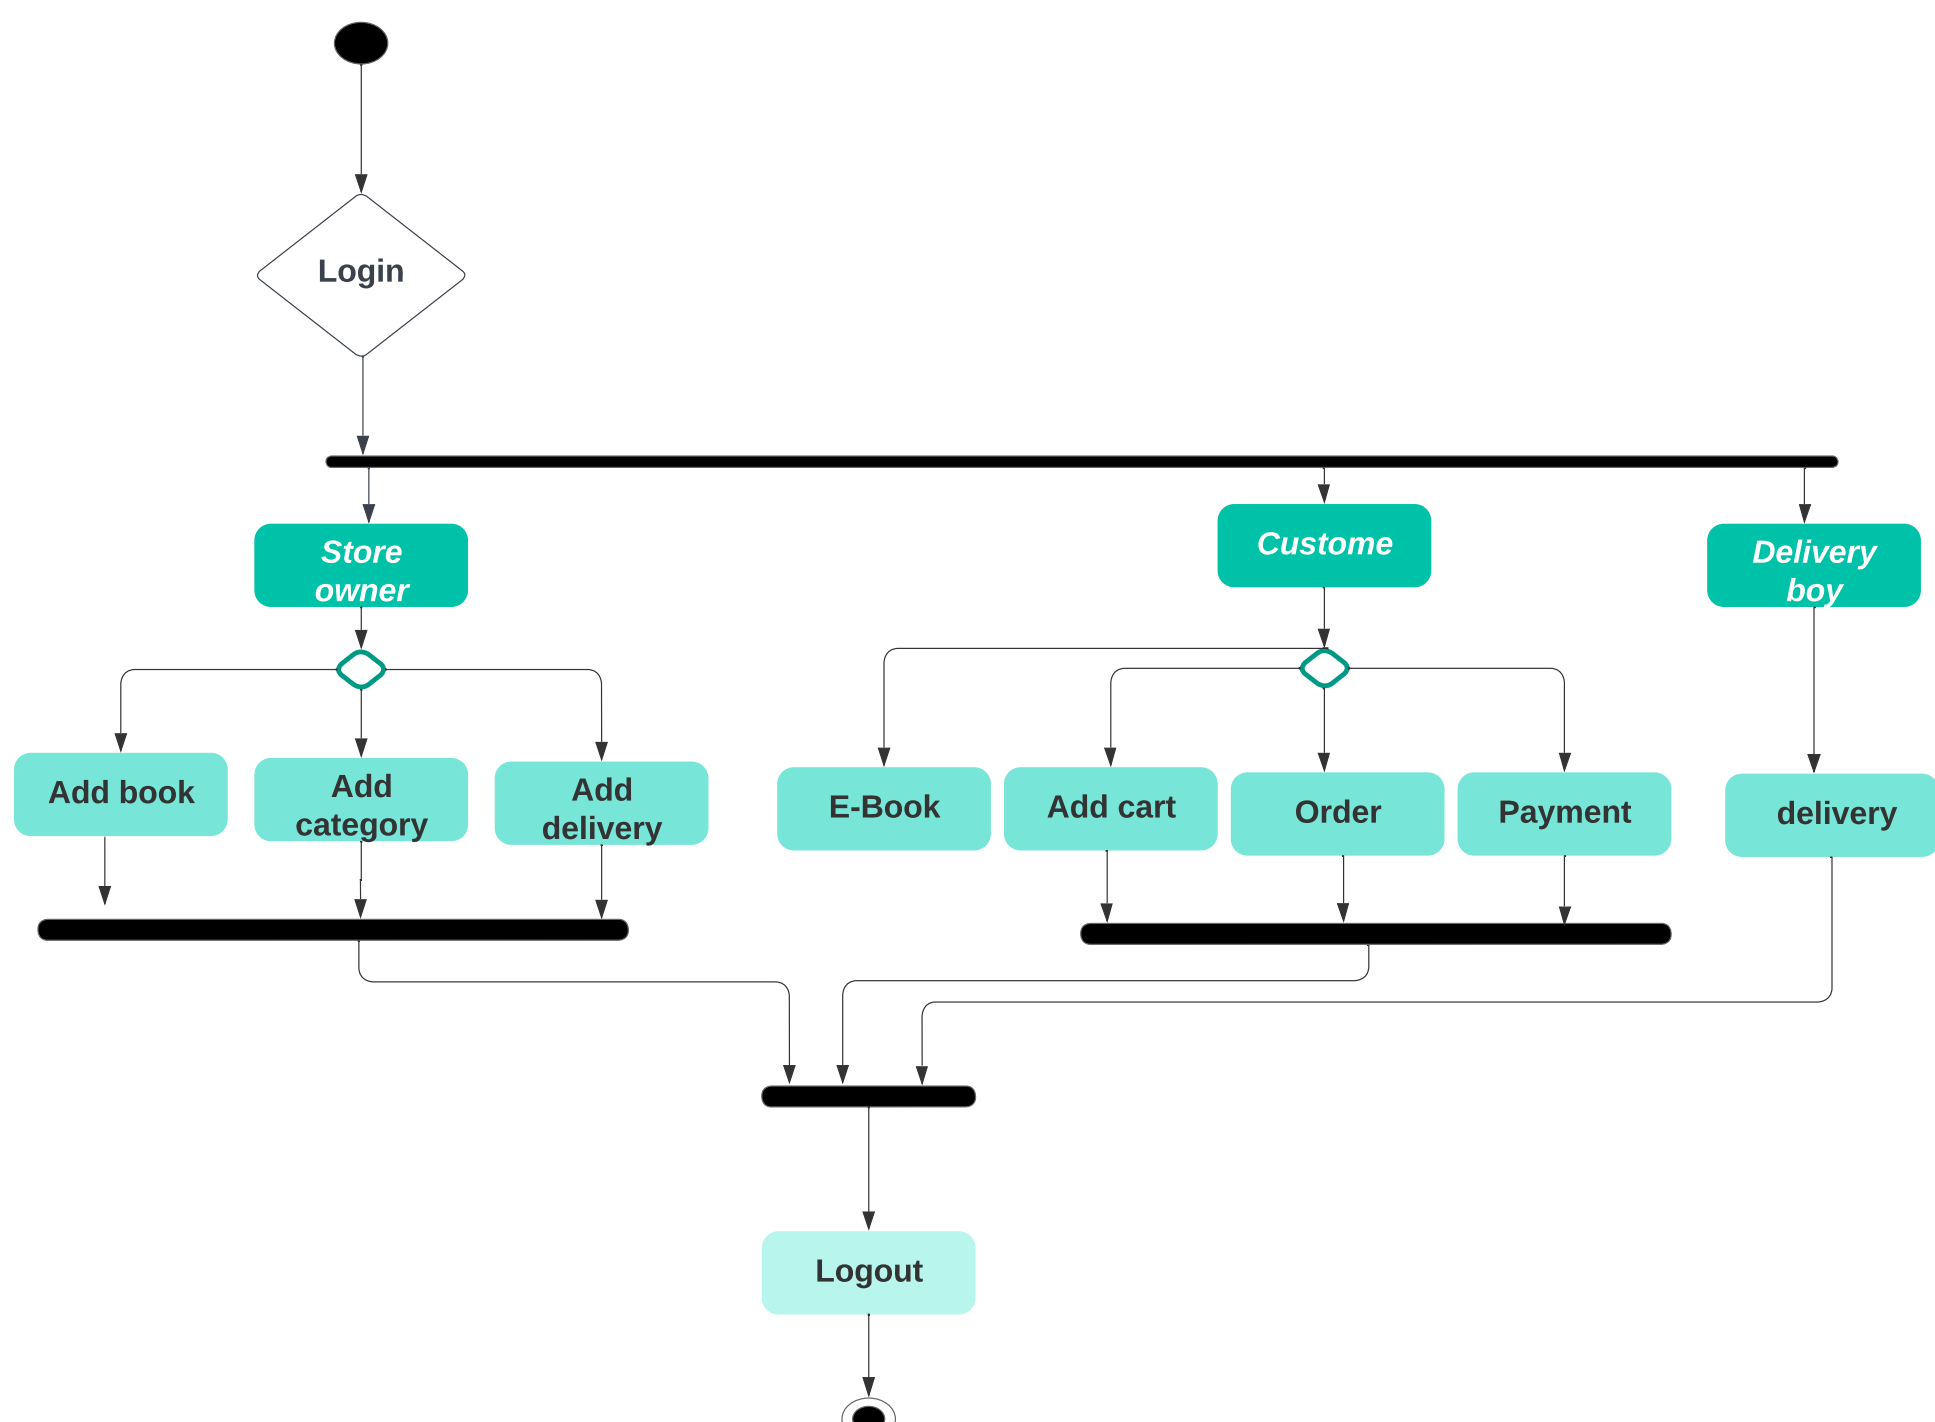 Login
Store
owner
Custome
Delivery
boy
Add book
Add
category
Add
delivery
E-Book
Add cart
Order
Payment
delivery
Logout